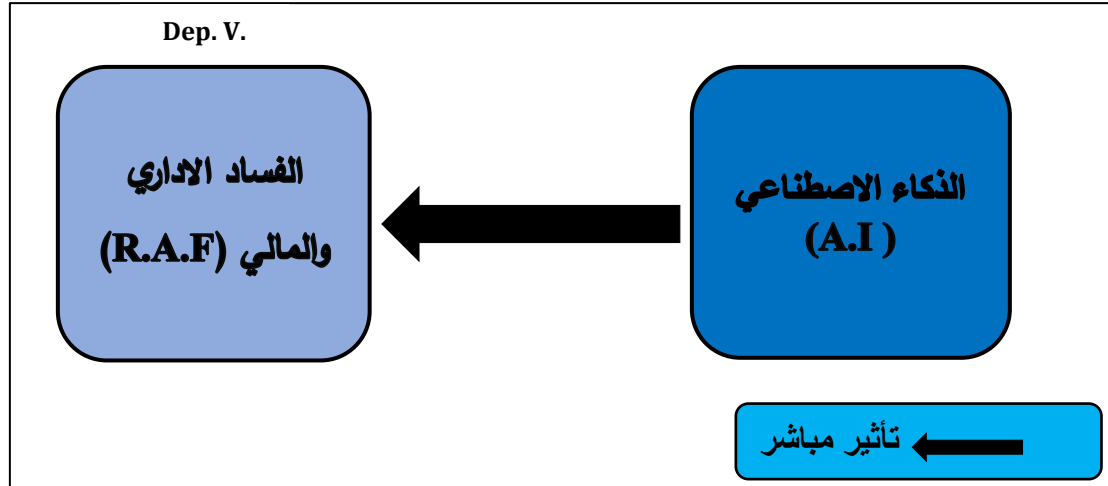 Dep. V.
الذكاء الاصطناعي
(A.I )
الفساد الاداري
والمالي (R.A.F)
تأثير مباشر